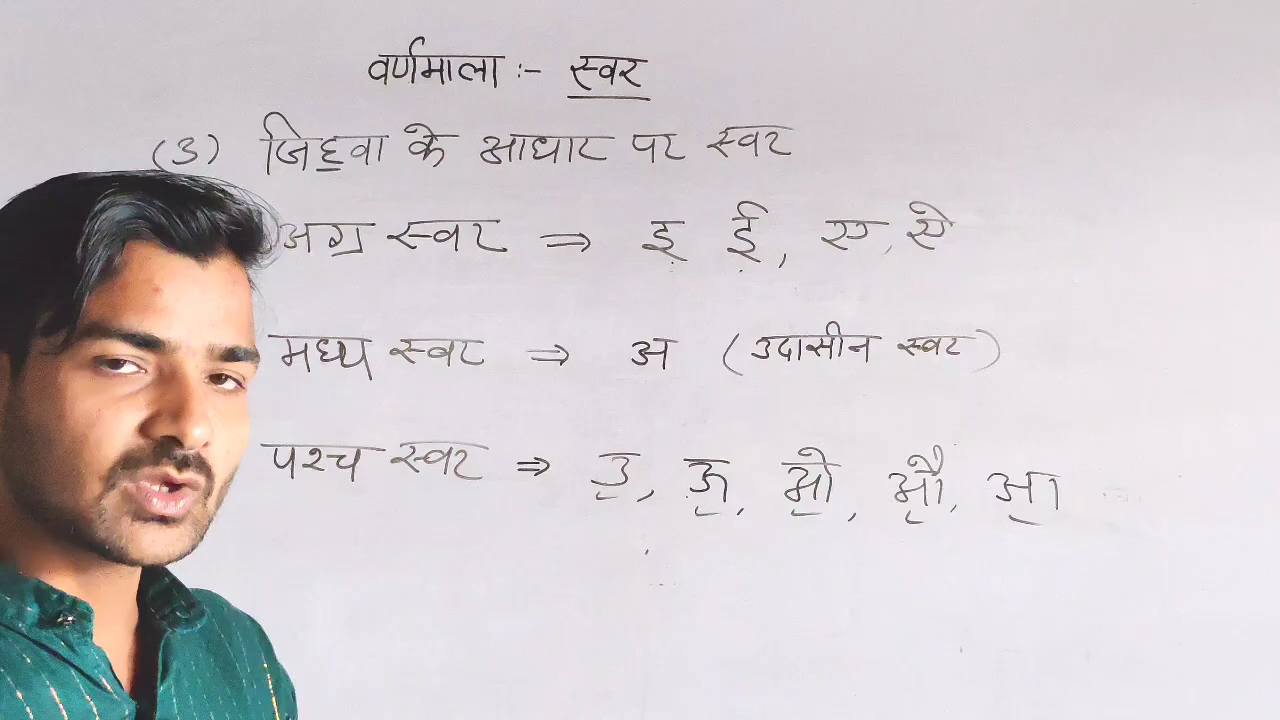 वर्णमाला :- स्वर
(3) जिह्वा के आधार पर स्वर
अग्र स्वर ⇒ इ ई, ए, ऐ
मध्य स्वर ⇒ अ (उदासीन स्वर)
पश्च स्वर ⇒ उ, ऊ, ओ, औ, आ